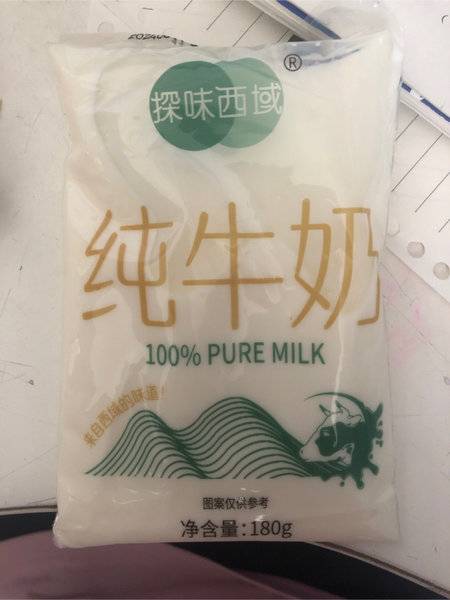 探味西域®
纯牛奶
100% PURE MILK
来自西域的味道！
图案仅供参考
净含量：180g